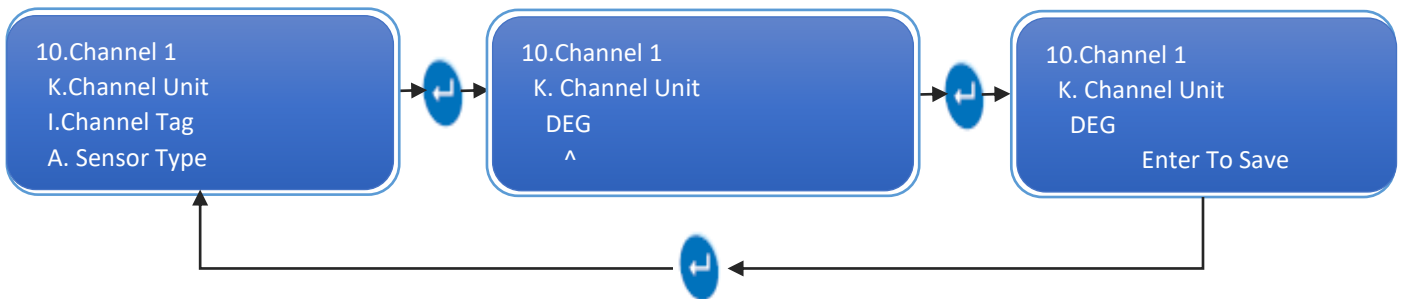 10.Channel 1
K.Channel Unit
I.Channel Tag
A. Sensor Type
10.Channel 1
K. Channel Unit
DEG
^
10.Channel 1
K. Channel Unit
DEG
Enter To Save